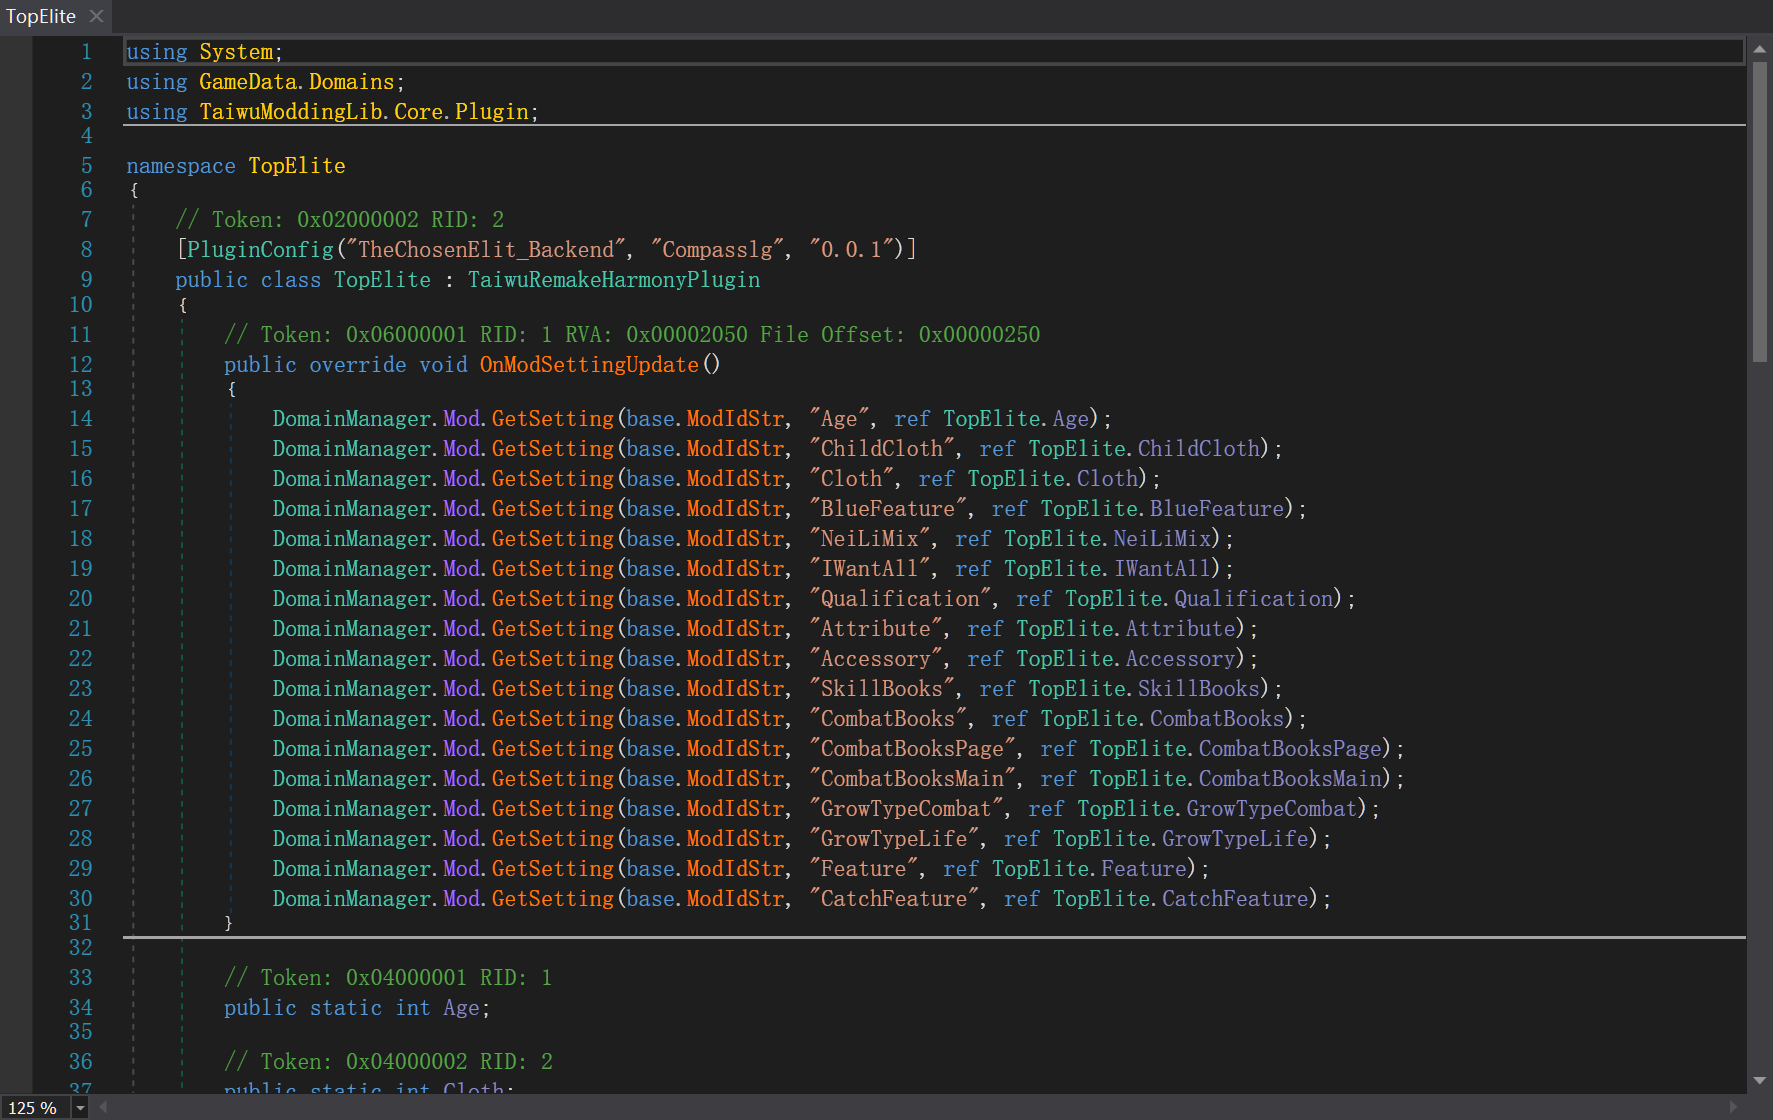 TopElite
1 using System;
2 using GameData.Domains;
3 using TaiwuModdingLib.Core.Plugin;
4
5 namespace TopElite
6 {
7 // Token: 0x02000002 RID: 2
8 [PluginConfig("TheChosenElit_Backend", "Compasslg", "0.0.1")]
9 public class TopElite : TaiwuRemakeHarmonyPlugin
10 {
11 // Token: 0x06000001 RID: 1 RVA: 0x00002050 File Offset: 0x00000250
12 public override void OnModSettingUpdate()
13 {
14 DomainManager.Mod.GetSetting(base.ModIdStr, "Age", ref TopElite.Age);
15 DomainManager.Mod.GetSetting(base.ModIdStr, "ChildCloth", ref TopElite.ChildCloth);
16 DomainManager.Mod.GetSetting(base.ModIdStr, "Cloth", ref TopElite.Cloth);
17 DomainManager.Mod.GetSetting(base.ModIdStr, "BlueFeature", ref TopElite.BlueFeature);
18 DomainManager.Mod.GetSetting(base.ModIdStr, "NeiLiMix", ref TopElite.NeiLiMix);
19 DomainManager.Mod.GetSetting(base.ModIdStr, "IWantAll", ref TopElite.IWantAll);
20 DomainManager.Mod.GetSetting(base.ModIdStr, "Qualification", ref TopElite.Qualification);
21 DomainManager.Mod.GetSetting(base.ModIdStr, "Attribute", ref TopElite.Attribute);
22 DomainManager.Mod.GetSetting(base.ModIdStr, "Accessory", ref TopElite.Accessory);
23 DomainManager.Mod.GetSetting(base.ModIdStr, "SkillBooks", ref TopElite.SkillBooks);
24 DomainManager.Mod.GetSetting(base.ModIdStr, "CombatBooks", ref TopElite.CombatBooks);
25 DomainManager.Mod.GetSetting(base.ModIdStr, "CombatBooksPage", ref TopElite.CombatBooksPage);
26 DomainManager.Mod.GetSetting(base.ModIdStr, "CombatBooksMain", ref TopElite.CombatBooksMain);
27 DomainManager.Mod.GetSetting(base.ModIdStr, "GrowTypeCombat", ref TopElite.GrowTypeCombat);
28 DomainManager.Mod.GetSetting(base.ModIdStr, "GrowTypeLife", ref TopElite.GrowTypeLife);
29 DomainManager.Mod.GetSetting(base.ModIdStr, "Feature", ref TopElite.Feature);
30 DomainManager.Mod.GetSetting(base.ModIdStr, "CatchFeature", ref TopElite.CatchFeature);
31 }
32
33 // Token: 0x04000001 RID: 1
34 public static int Age;
35
36 // Token: 0x04000002 RID: 2
37 public static int Cloth;
125 %